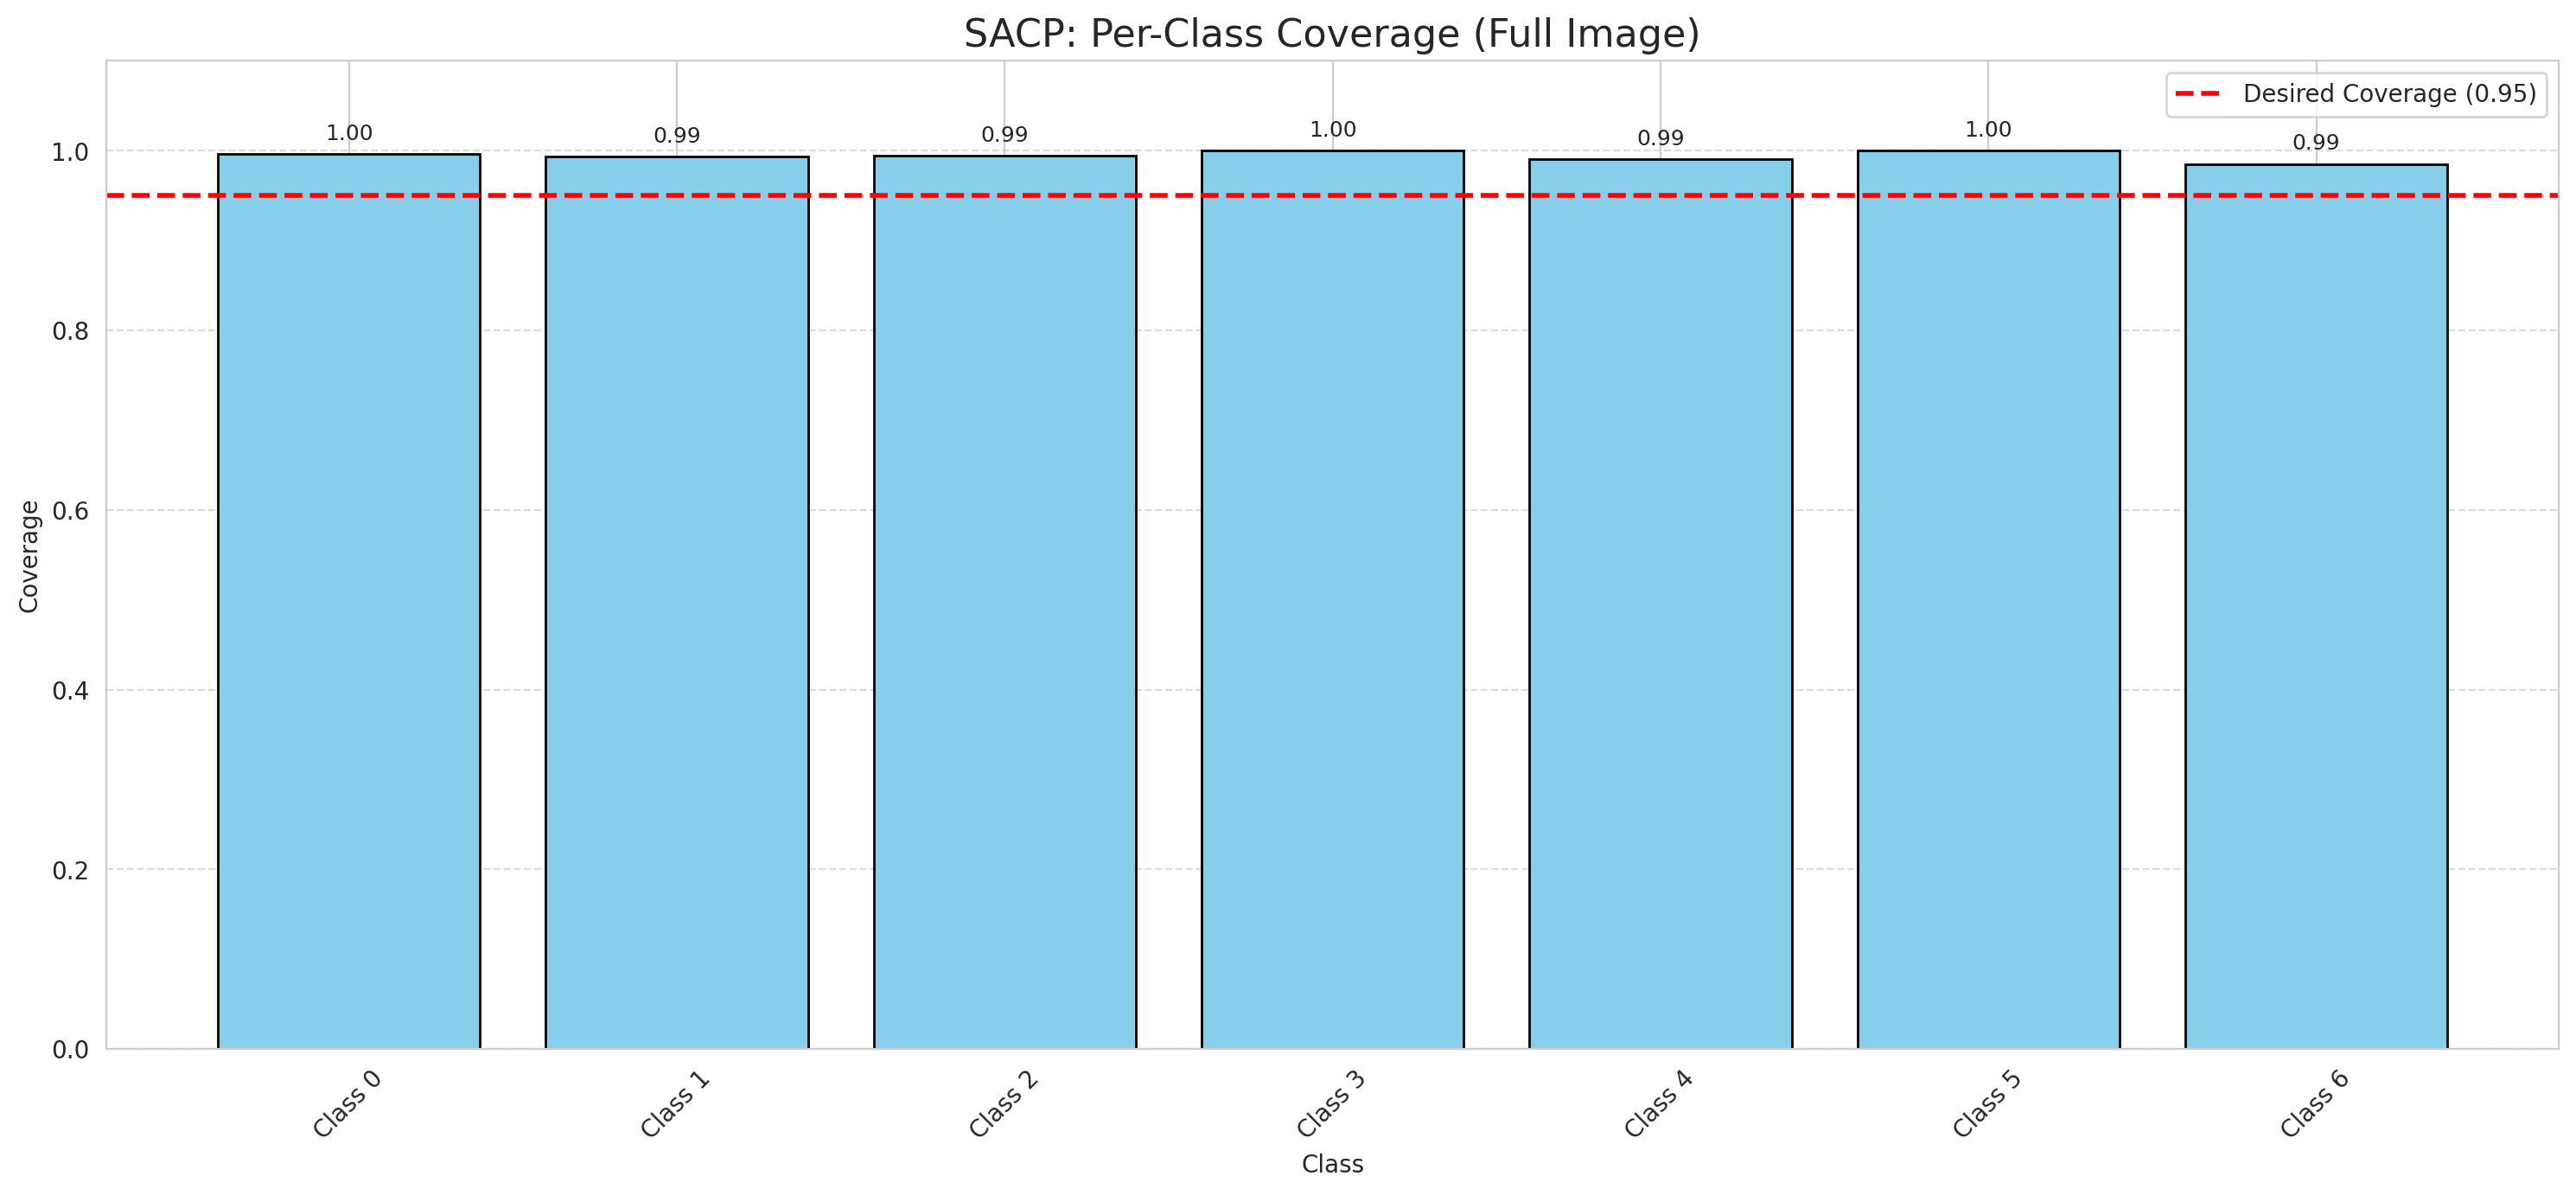 SACP: Per-Class Coverage (Full Image)
Desired Coverage (0.95)
1.00
0.99
0.99
1.00
0.99
1.00
0.99
1.0
0.8
0.6
0.4
0.2
0.0
Coverage
Class 0
Class 1
Class 2
Class 3
Class 4
Class 5
Class 6
Class